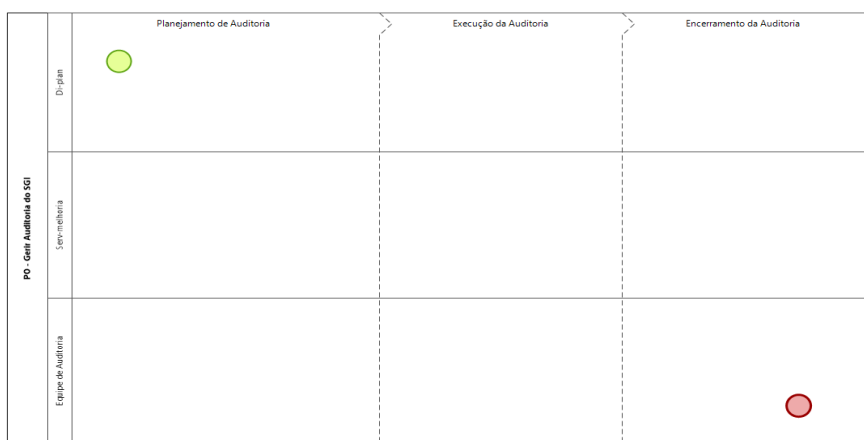 Planejamento de Auditoria
Execução da Auditoria
Encerramento da Auditoria
PO - Gerir Auditoria do SGI
Di-plan
Serv-melhoria
Equipe de Auditoria